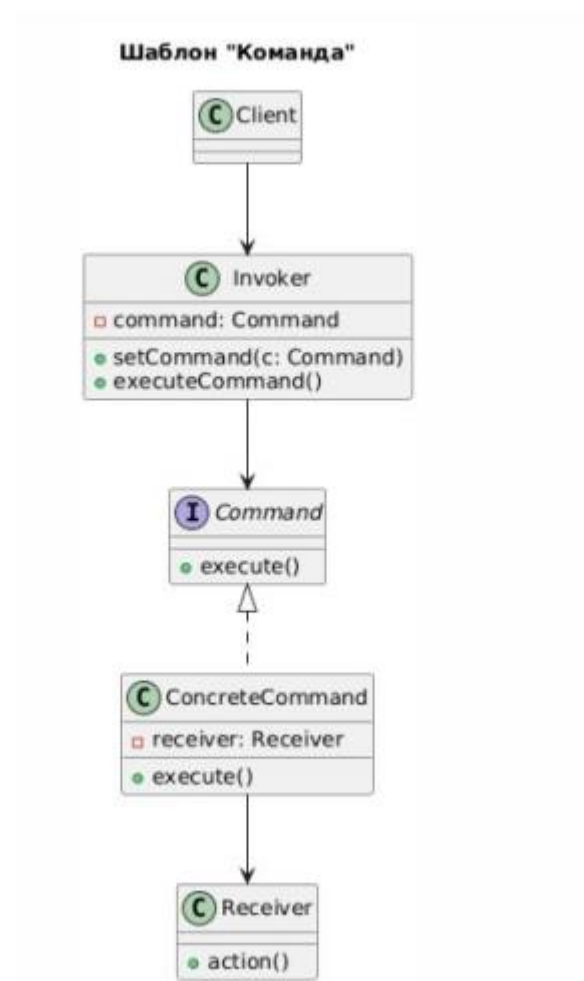 Шаблон "Команда"
C Client
C Invoker
command: Command
setCommand(c: Command)
executeCommand()
I Command
execute()
C ConcreteCommand
receiver: Receiver
execute()
C Receiver
action()